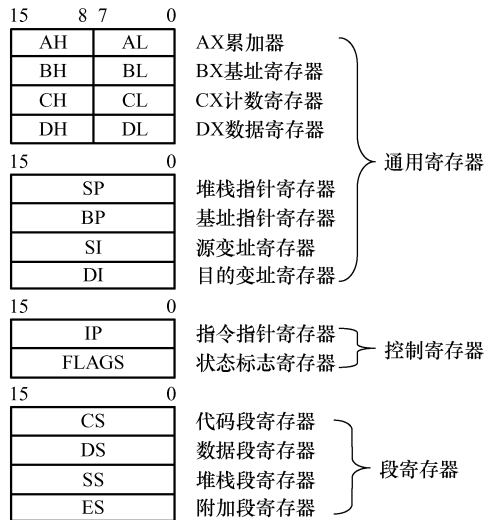 15 8 7 0
AH AL AX累加器
BH BL BX基址寄存器
CH CL CX计数寄存器
DH DL DX数据寄存器
通用寄存器
15 0
SP 堆栈指针寄存器
BP 基址指针寄存器
SI 源变址寄存器
DI 目的变址寄存器
15 0
IP 指令指针寄存器
控制寄存器
FLAGS 状态标志寄存器
15 0
CS 代码段寄存器
DS 数据段寄存器
段寄存器
SS 堆栈段寄存器
ES 附加段寄存器